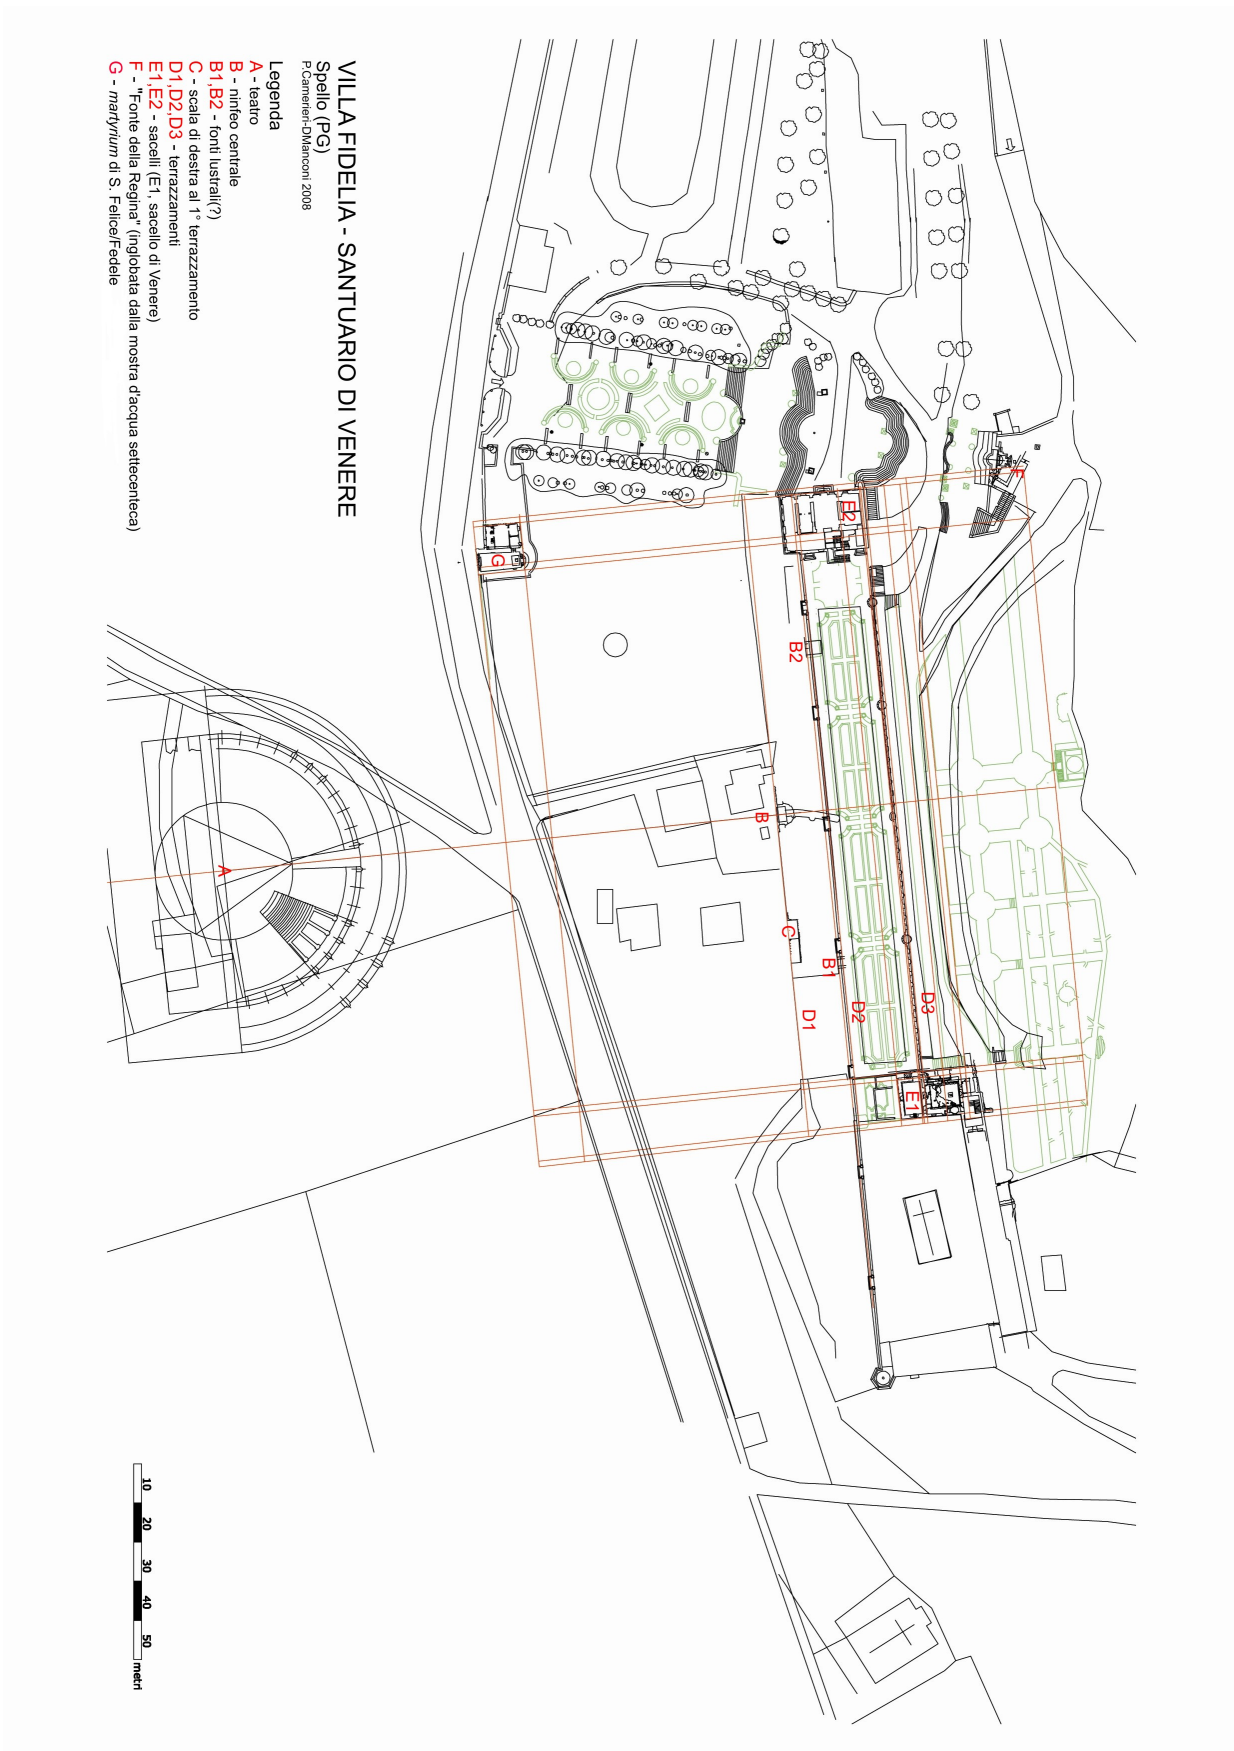 VILLA FIDELIA - SANTUARIO DI VENERE
Spello (PG)
P.Camerieri-DManconi 2008
Legenda
A - teatro
B - ninfeo centrale
B1,B2 - fonti lustrali(?)
C - scala di destra al 1° terrazzamento
D1,D2,D3 - terrazzamenti
E1,E2 - sacelli (E1, sacello di Venere)
F - "Fonte della Regina" (inglobata dalla mostra d'acqua settecenteca)
G - martyrium di S. Felice/Fedele
F
E2
G
B2
B
A
C
B1
D3
D2
D1
E1
10 20 30 40 50 metri